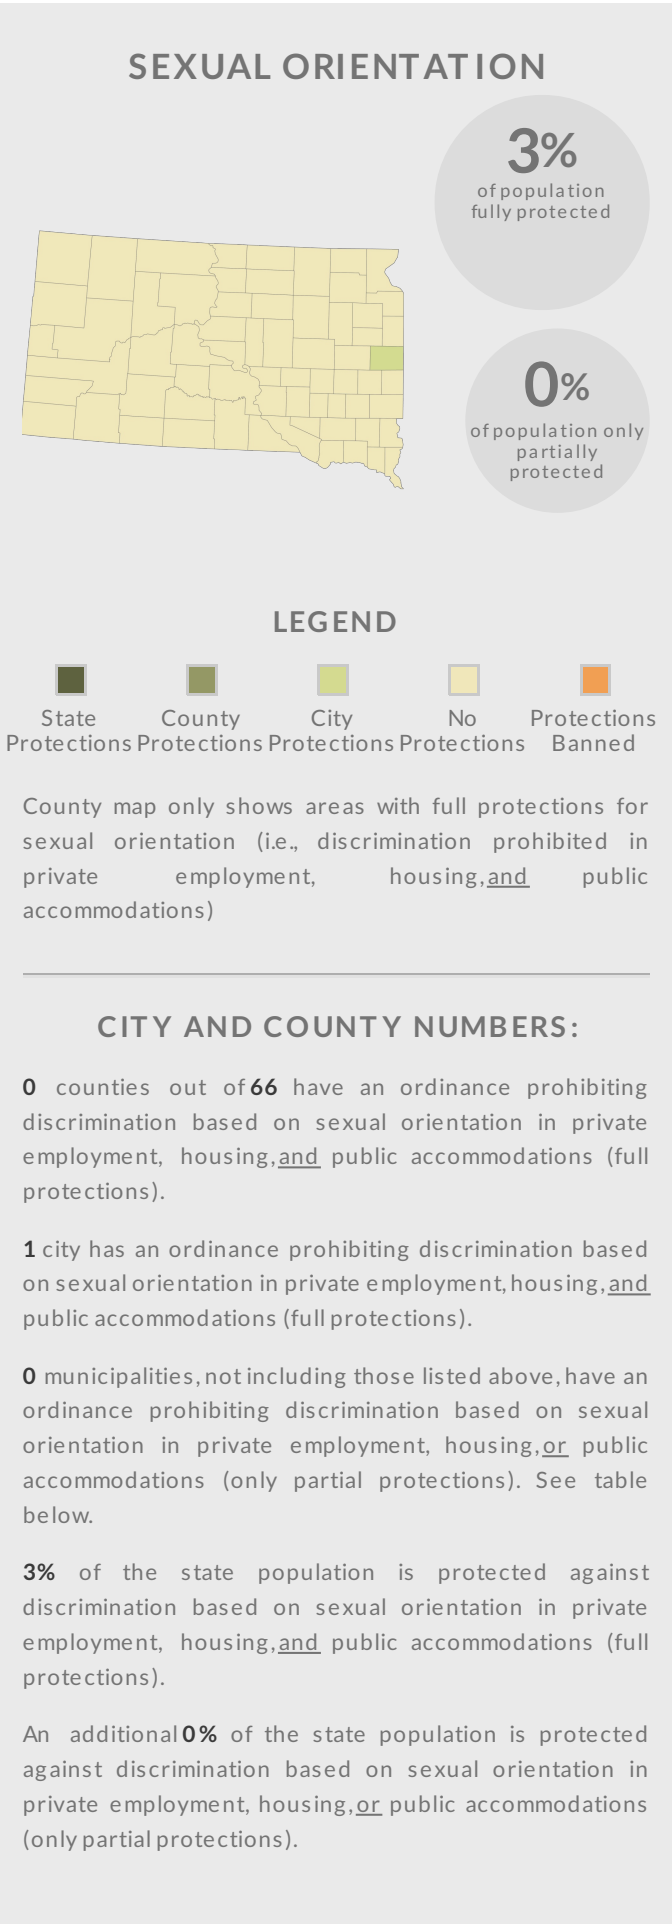 SEXUAL ORIENTATION
3%
of population
fully protected
0%
of population only
partially
protected
LEGEND
State
Protections
County
Protections
City
Protections
No
Protections
Protections
Banned
County map only shows areas with full protections for
sexual orientation (i.e., discrimination prohibited in
private employment, housing, and public
accommodations)
CITY AND COUNTY NUMBERS:
0 counties out of 66 have an ordinance prohibiting
discrimination based on sexual orientation in private
employment, housing, and public accommodations (full
protections).
1 city has an ordinance prohibiting discrimination based
on sexual orientation in private employment, housing, and
public accommodations (full protections).
0 municipalities, not including those listed above, have an
ordinance prohibiting discrimination based on sexual
orientation in private employment, housing, or public
accommodations (only partial protections). See table
below.
3% of the state population is protected against
discrimination based on sexual orientation in private
employment, housing, and public accommodations (full
protections).
An additional 0% of the state population is protected
against discrimination based on sexual orientation in
private employment, housing, or public accommodations
(only partial protections).